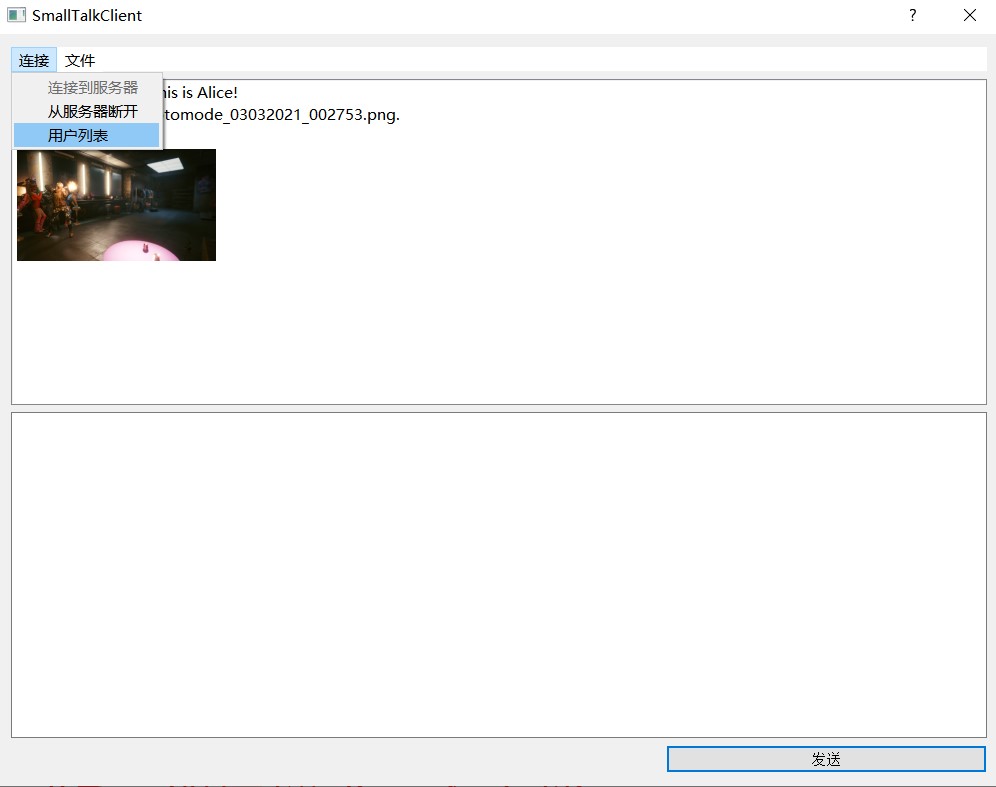 SmallTalkClient
?
连接 文件
连接到服务器
从服务器断开
用户列表
is Alice!
tomode_03032021_002753.png.
发送